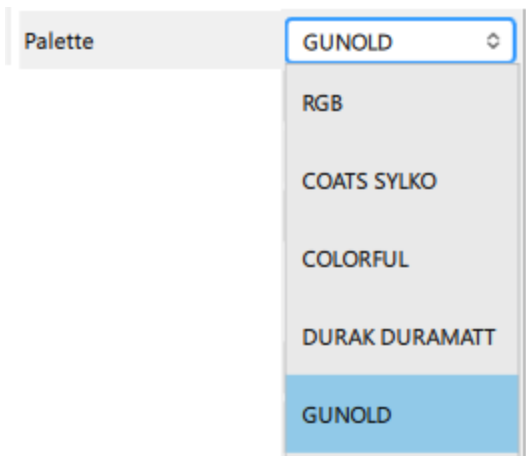 Palette GUNOLD
RGB
COATS SYLKO
COLORFUL
DURAK DURAMATT
GUNOLD